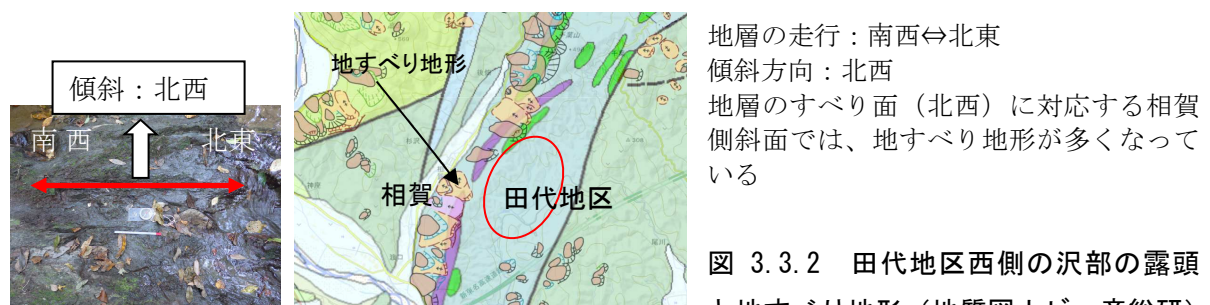 傾斜：北西
南 西
北東
地すべり地形
相賀
田代地区
地層の走行：南西⇔北東
傾斜方向：北西
地層のすべり面（北西）に対応する相賀
側斜面では、地すべり地形が多くなって
いる
図 3.3.2 田代地区西側の沢部の露頭